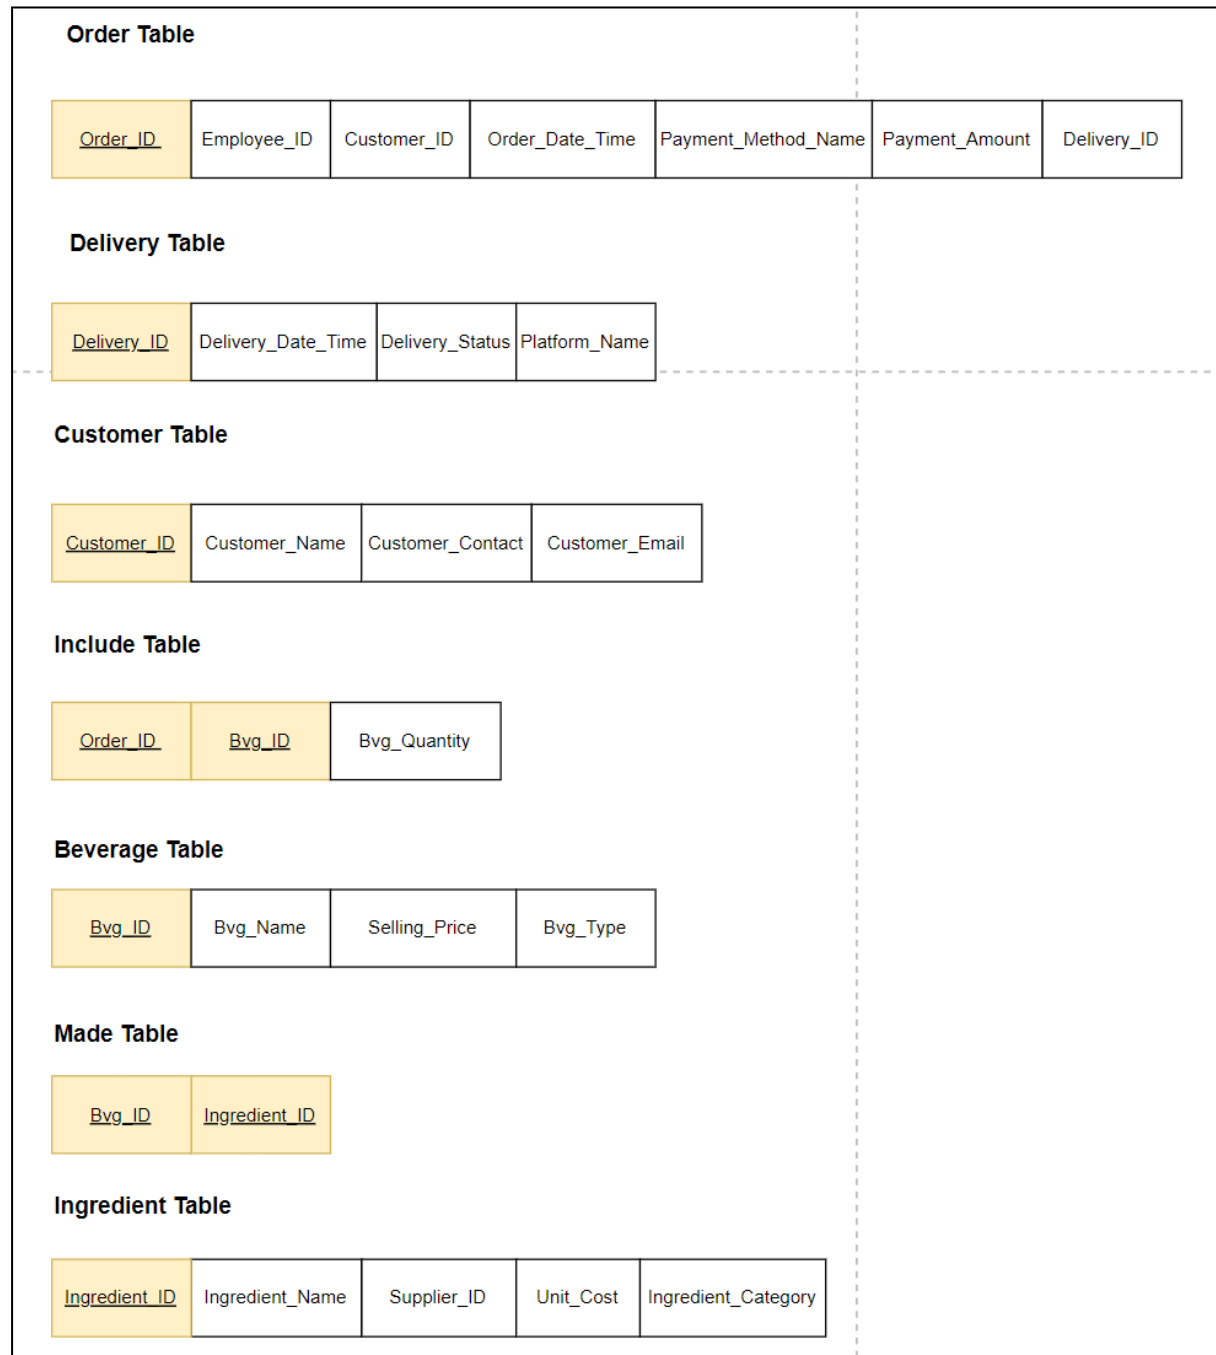 Order Table
Order_ID Employee_ID Customer_ID Order_Date_Time Payment_Method_Name Payment_Amount Delivery_ID
Delivery Table
Delivery_ID Delivery_Date_Time Delivery_Status Platform_Name
Customer Table
Customer_ID Customer_Name Customer_Contact Customer_Email
Include Table
Order_ID Bvg_ID Bvg_Quantity
Beverage Table
Bvg_ID Bvg_Name Selling_Price Bvg_Type
Made Table
Bvg_ID Ingredient_ID
Ingredient Table
Ingredient_ID Ingredient_Name Supplier_ID Unit_Cost Ingredient_Category